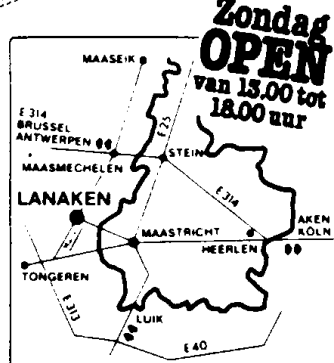 Zondag
OPEN
van 13.00 tot
18.00 uur
MAASEIK
E 314
BRUSSEL
ANTWERPEN
E 25
STEIN
MAASMECHELEN
E 314
LANAKEN
AKEN
KÖLN
MAASTRICHT
HEERLEN
TONGEREN
E 313
LUIK
E 40